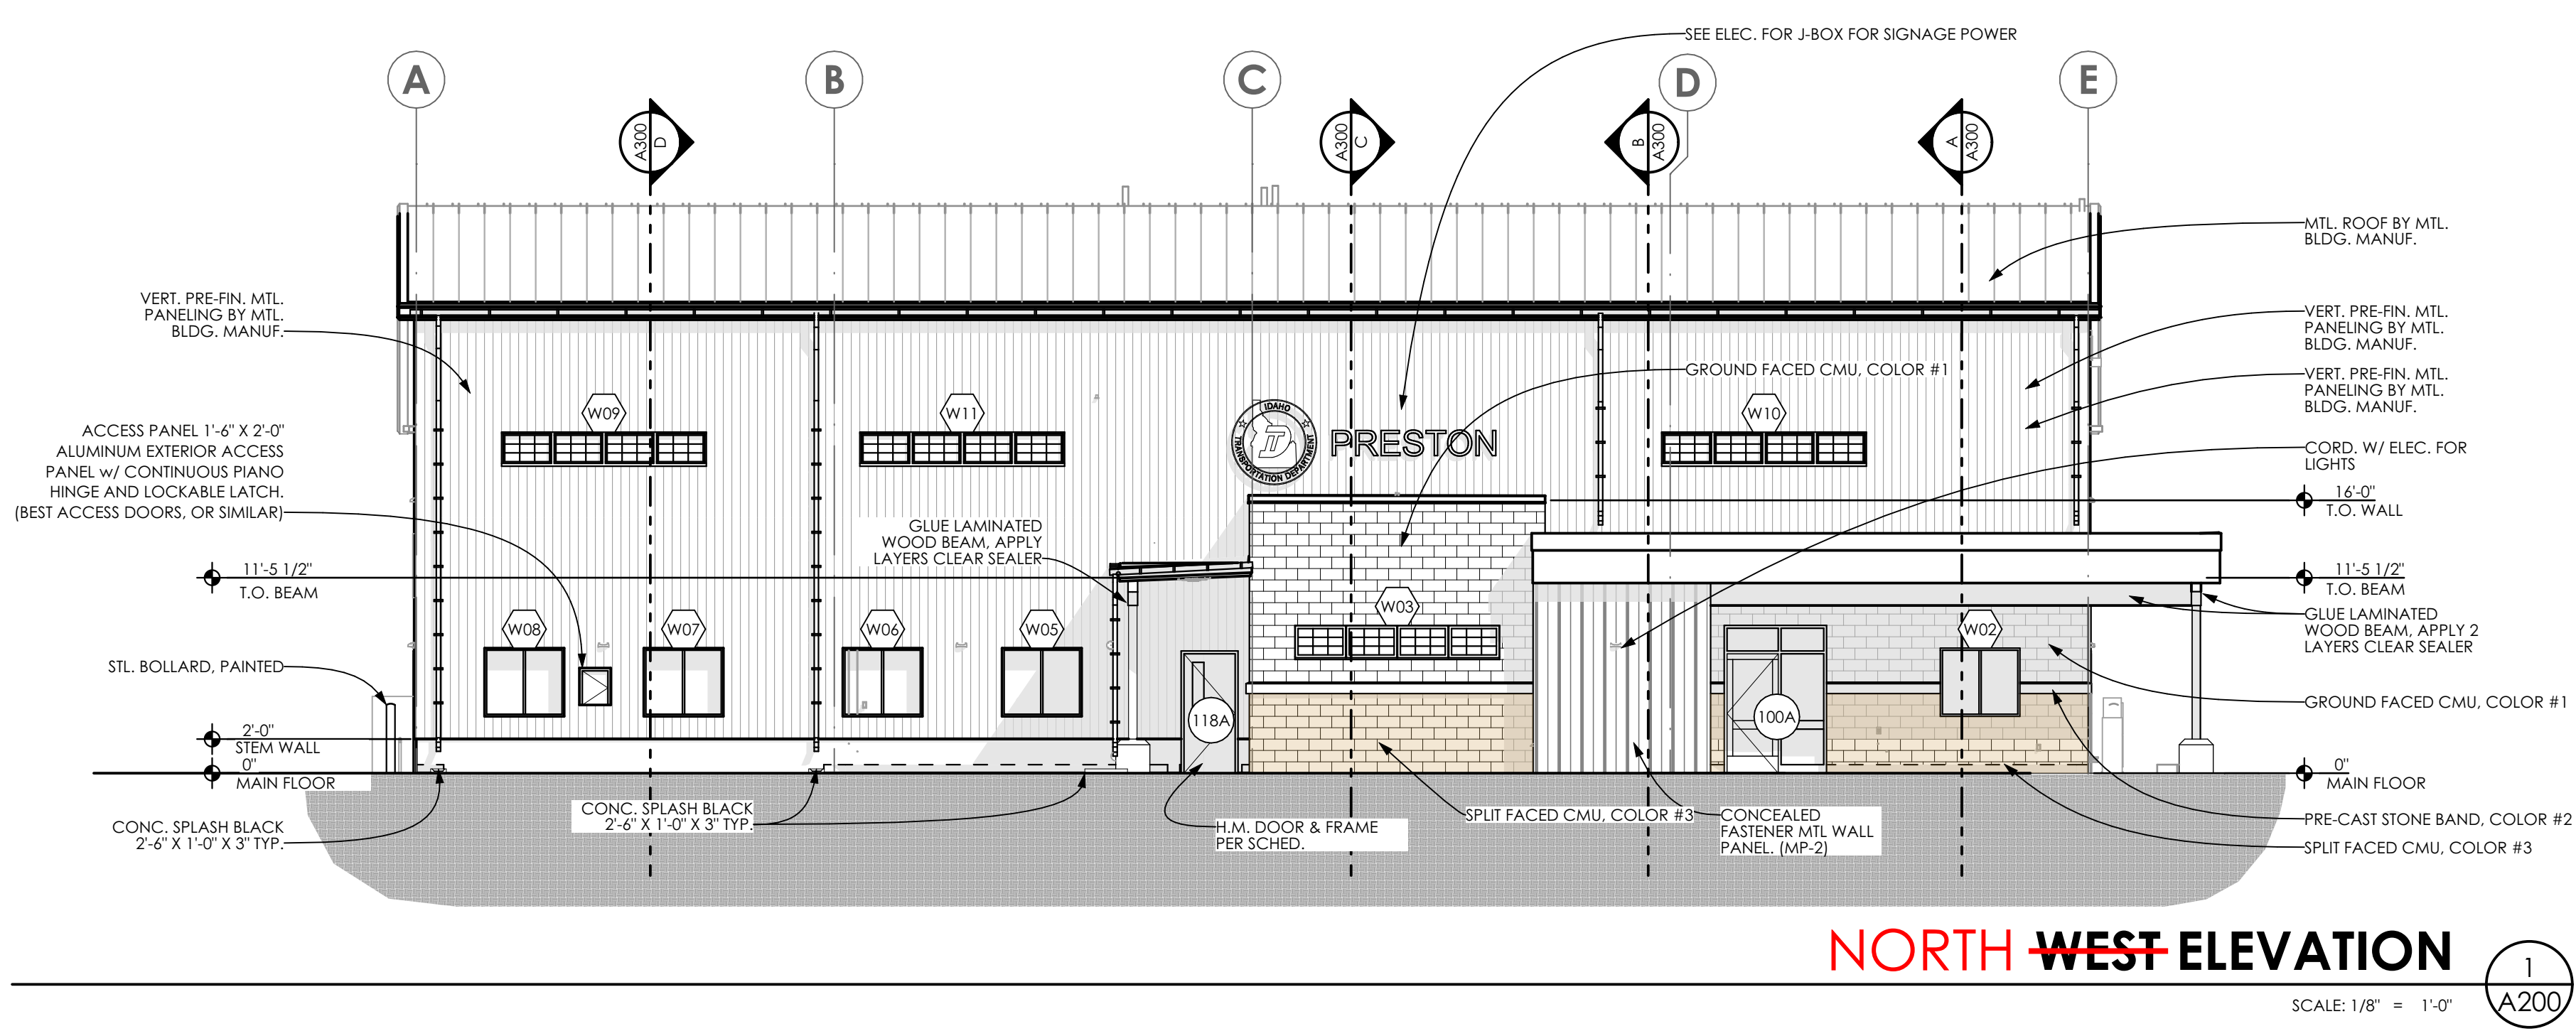 SEE ELEC. FOR J-BOX FOR SIGNAGE POWER
A
B
C
D
E
A300
D
A300
C
B
A300
A
A300
MTL. ROOF BY MTL.
BLDG. MANUF.
VERT. PRE-FIN. MTL.
PANELING BY MTL.
BLDG. MANUF.
VERT. PRE-FIN. MTL.
PANELING BY MTL.
BLDG. MANUF.
GROUND FACED CMU, COLOR #1
VERT. PRE-FIN. MTL.
PANELING BY MTL.
BLDG. MANUF.
W09
W11
W10
IDAHO
TRANSPORTATION DEPARTMENT
PRESTON
ACCESS PANEL 1'-6" X 2'-0"
ALUMINUM EXTERIOR ACCESS
PANEL w/ CONTINUOUS PIANO
HINGE AND LOCKABLE LATCH.
(BEST ACCESS DOORS, OR SIMILAR)
CORD. W/ ELEC. FOR
LIGHTS
16'-0"
T.O. WALL
GLUE LAMINATED
WOOD BEAM, APPLY
LAYERS CLEAR SEALER
11'-5 1/2"
T.O. BEAM
11'-5 1/2"
T.O. BEAM
W08
W07
W06
W05
W03
W02
GLUE LAMINATED
WOOD BEAM, APPLY 2
LAYERS CLEAR SEALER
STL. BOLLARD, PAINTED
GROUND FACED CMU, COLOR #1
118A
100A
2'-0"
STEM WALL
0"
MAIN FLOOR
0"
MAIN FLOOR
CONC. SPLASH BLACK
2'-6" X 1'-0" X 3" TYP.
CONC. SPLASH BLACK
2'-6" X 1'-0" X 3" TYP.
H.M. DOOR & FRAME
PER SCHED.
SPLIT FACED CMU, COLOR #3
CONCEALED
FASTENER MTL WALL
PANEL. (MP-2)
PRE-CAST STONE BAND, COLOR #2
SPLIT FACED CMU, COLOR #3
NORTH WEST ELEVATION
1
A200
SCALE: 1/8" = 1'-0"